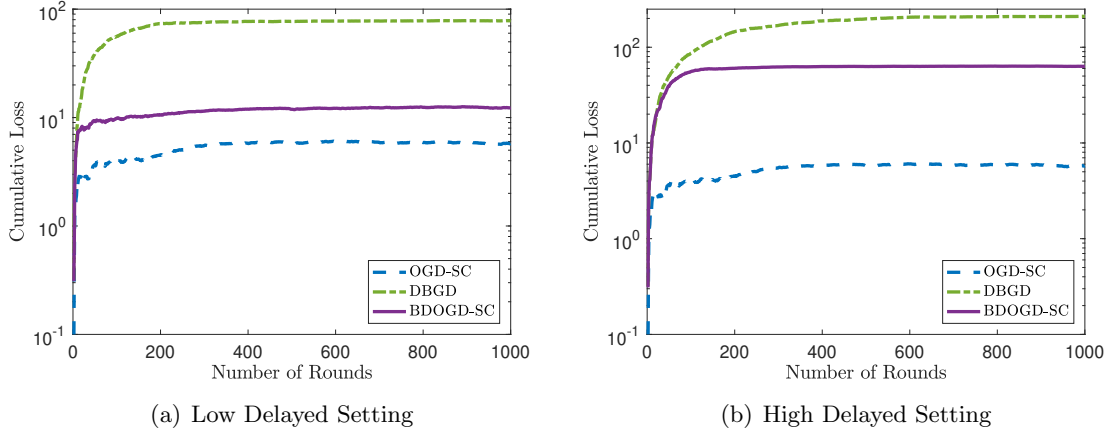 10^2
10^1
10^0
10^-1
Cumulative Loss
0 200 400 600 800 1000
Number of Rounds
OGD-SC
DBGD
BDOGD-SC
(a) Low Delayed Setting
10^2
10^1
10^0
10^-1
Cumulative Loss
0 200 400 600 800 1000
Number of Rounds
OGD-SC
DBGD
BDOGD-SC
(b) High Delayed Setting